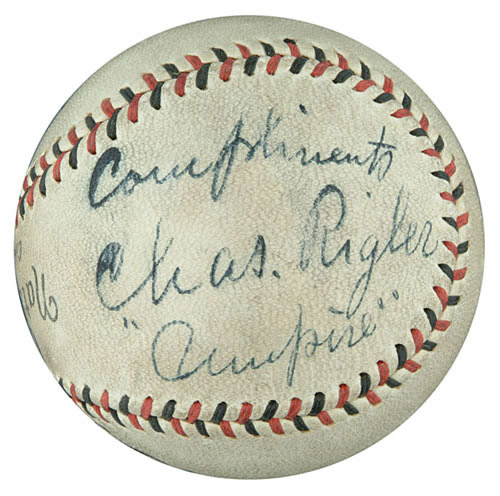 Compliments
Chas. Rigler
"Umpire"